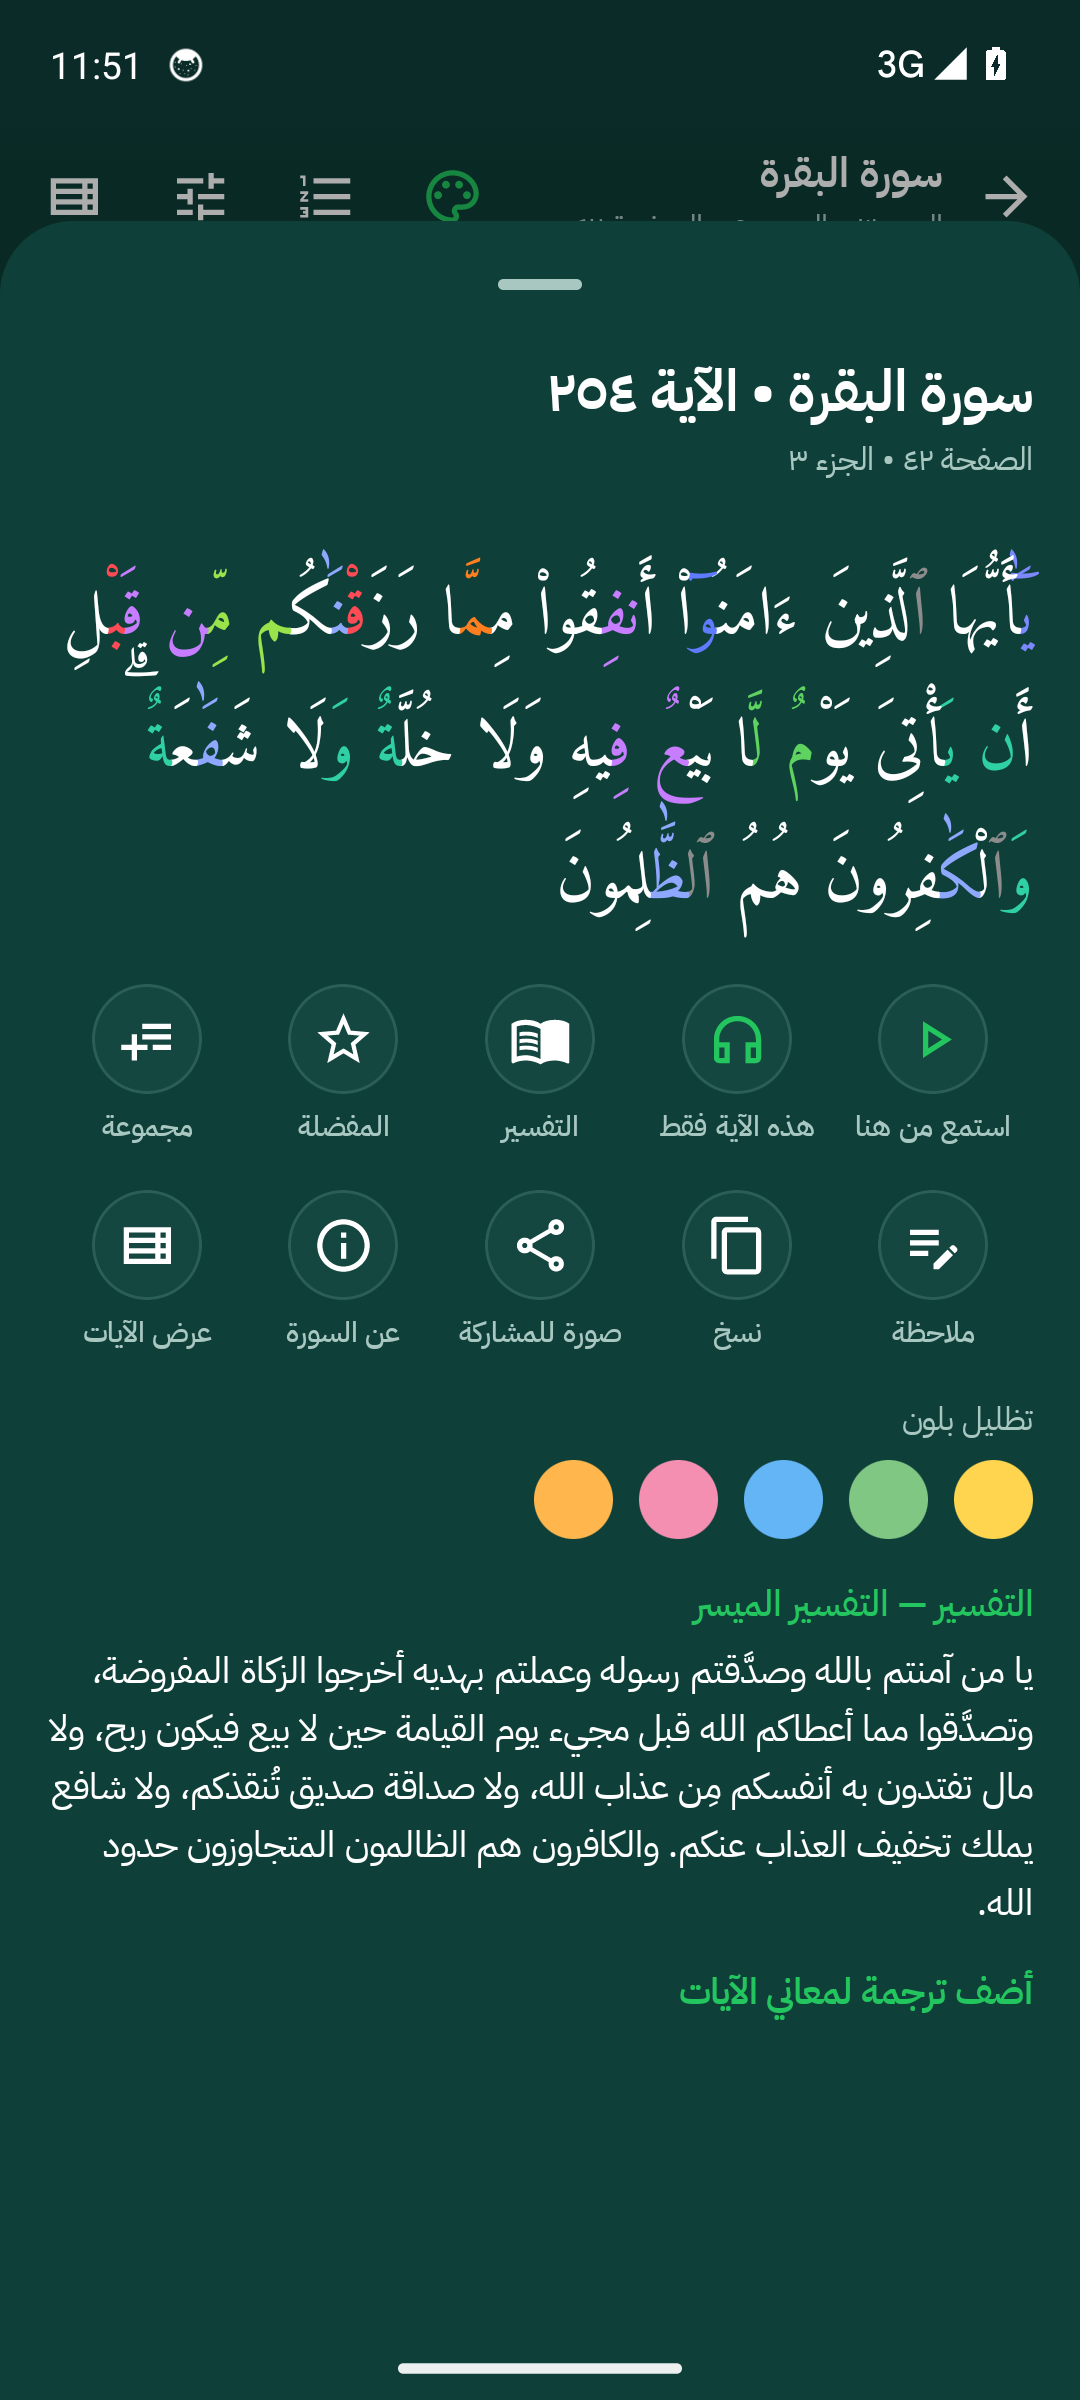 11:51 3G
سورة البقرة
سورة البقرة • الآية ٢٥٤
الصفحة ٤٢ • الجزء ٣
يَٰٓأَيُّهَا ٱلَّذِينَ ءَامَنُوٓا۟ أَنفِقُوا۟ مِمَّا رَزَقْنَٰكُم مِّن قَبْلِ
أَن يَأْتِىَ يَوْمٌ لَّا بَيْعٌ فِيهِ وَلَا خُلَّةٌ وَلَا شَفَٰعَةٌ ۗ
وَٱلْكَٰفِرُونَ هُمُ ٱلظَّٰلِمُونَ
استمع من هنا
هذه الآية فقط
التفسير
المفضلة
مجموعة
ملاحظة
نسخ
صورة للمشاركة
عن السورة
عرض الآيات
تظليل بلون
التفسير — التفسير الميسر
يا من آمنتم بالله وصدَّقتم رسوله وعملتم بهديه أخرجوا الزكاة المفروضة،
وتصدَّقوا مما أعطاكم الله قبل مجيء يوم القيامة حين لا بيع فيكون ربح، ولا
مال تفتدون به أنفسكم مِن عذاب الله، ولا صداقة صديق تُنقذكم، ولا شافع
يملك تخفيف العذاب عنكم. والكافرون هم الظالمون المتجاوزون حدود
الله.
أضف ترجمة لمعاني الآيات